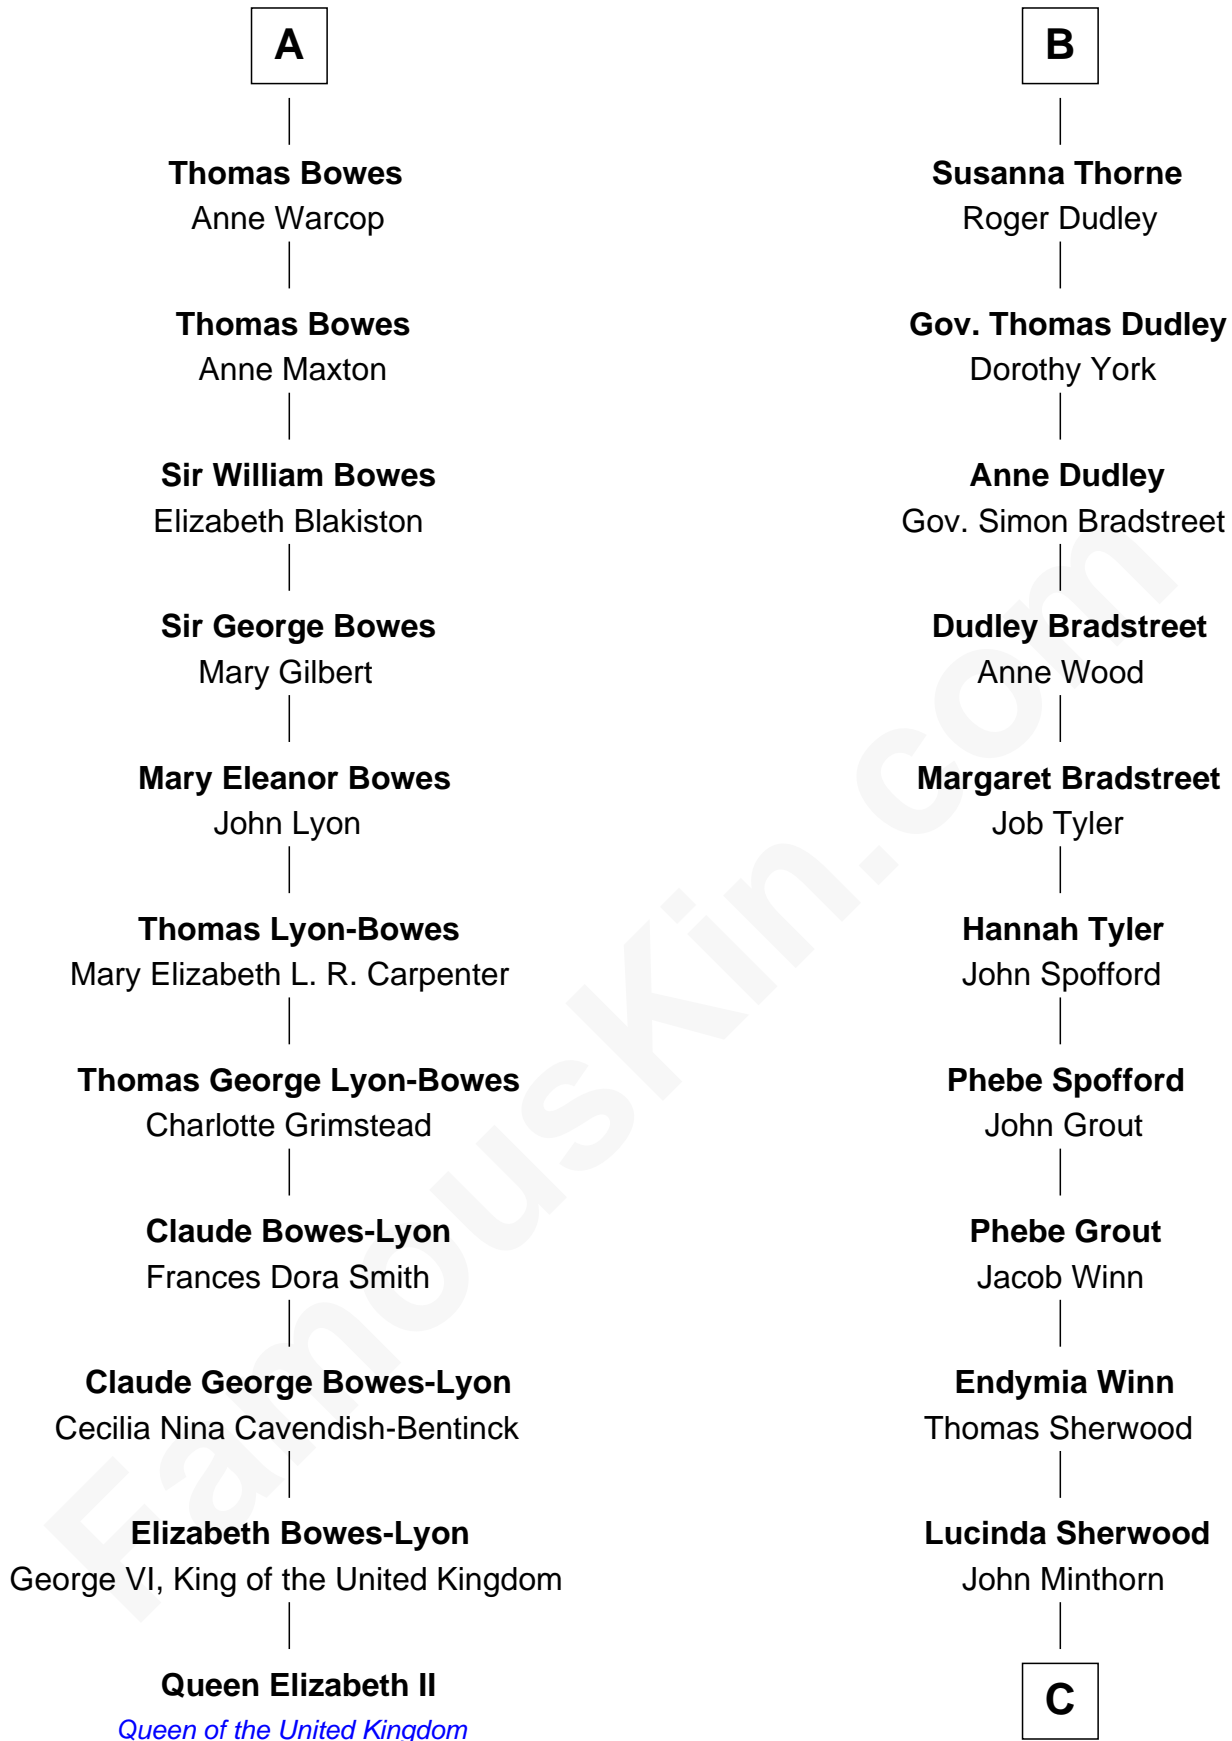 A
Thomas Bowes
Anne Warcop
Thomas Bowes
Anne Maxton
Sir William Bowes
Elizabeth Blakiston
Sir George Bowes
Mary Gilbert
Mary Eleanor Bowes
John Lyon
Thomas Lyon-Bowes
Mary Elizabeth L. R. Carpenter
Thomas George Lyon-Bowes
Charlotte Grimstead
Claude Bowes-Lyon
Frances Dora Smith
Claude George Bowes-Lyon
Cecilia Nina Cavendish-Bentinck
Elizabeth Bowes-Lyon
George VI, King of the United Kingdom
Queen Elizabeth II
Queen of the United Kingdom
B
Susanna Thorne
Roger Dudley
Gov. Thomas Dudley
Dorothy York
Anne Dudley
Gov. Simon Bradstreet
Dudley Bradstreet
Anne Wood
Margaret Bradstreet
Job Tyler
Hannah Tyler
John Spofford
Phebe Spofford
John Grout
Phebe Grout
Jacob Winn
Endymia Winn
Thomas Sherwood
Lucinda Sherwood
John Minthorn
C
FamousKin.com